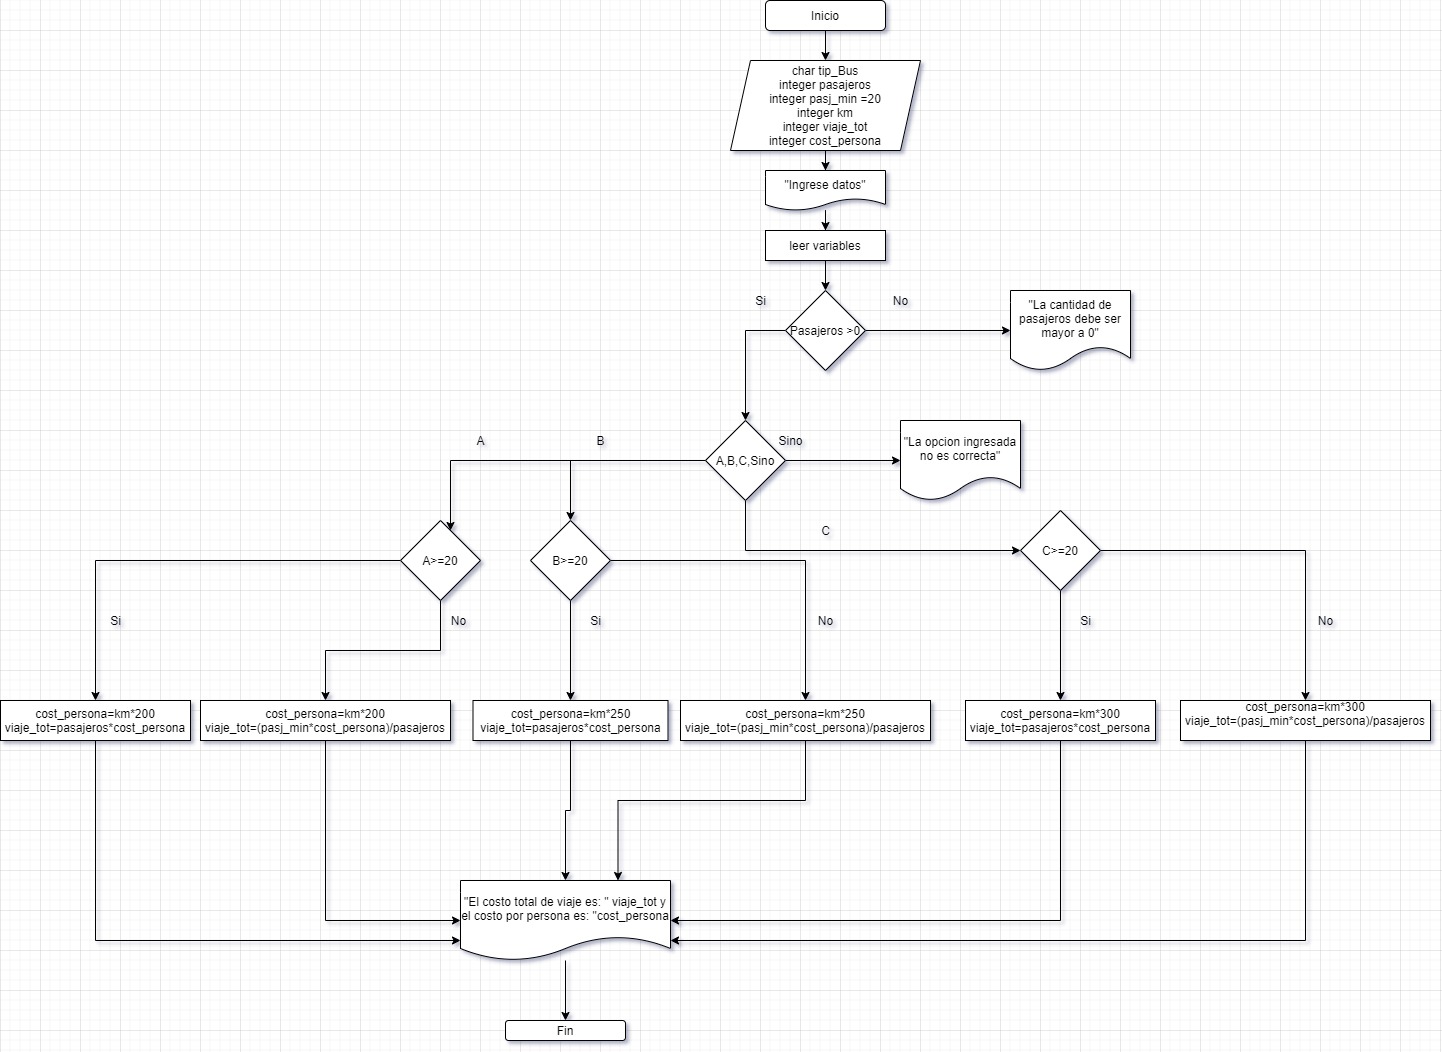 Inicio
char tip_Bus
integer pasajeros
integer pasj_min =20
integer km
integer viaje_tot
integer cost_persona
"Ingrese datos"
leer variables
Si
No
Pasajeros >0
"La cantidad de
pasajeros debe ser
mayor a 0"
A
B
Sino
A,B,C,Sino
"La opcion ingresada
no es correcta"
C
A>=20
B>=20
C>=20
Si
No
Si
No
Si
No
cost_persona=km*200
viaje_tot=pasajeros*cost_persona
cost_persona=km*200
viaje_tot=(pasj_min*cost_persona)/pasajeros
cost_persona=km*250
viaje_tot=pasajeros*cost_persona
cost_persona=km*250
viaje_tot=(pasj_min*cost_persona)/pasajeros
cost_persona=km*300
viaje_tot=pasajeros*cost_persona
cost_persona=km*300
viaje_tot=(pasj_min*cost_persona)/pasajeros
"El costo total de viaje es: " viaje_tot y
el costo por persona es: "cost_persona
Fin